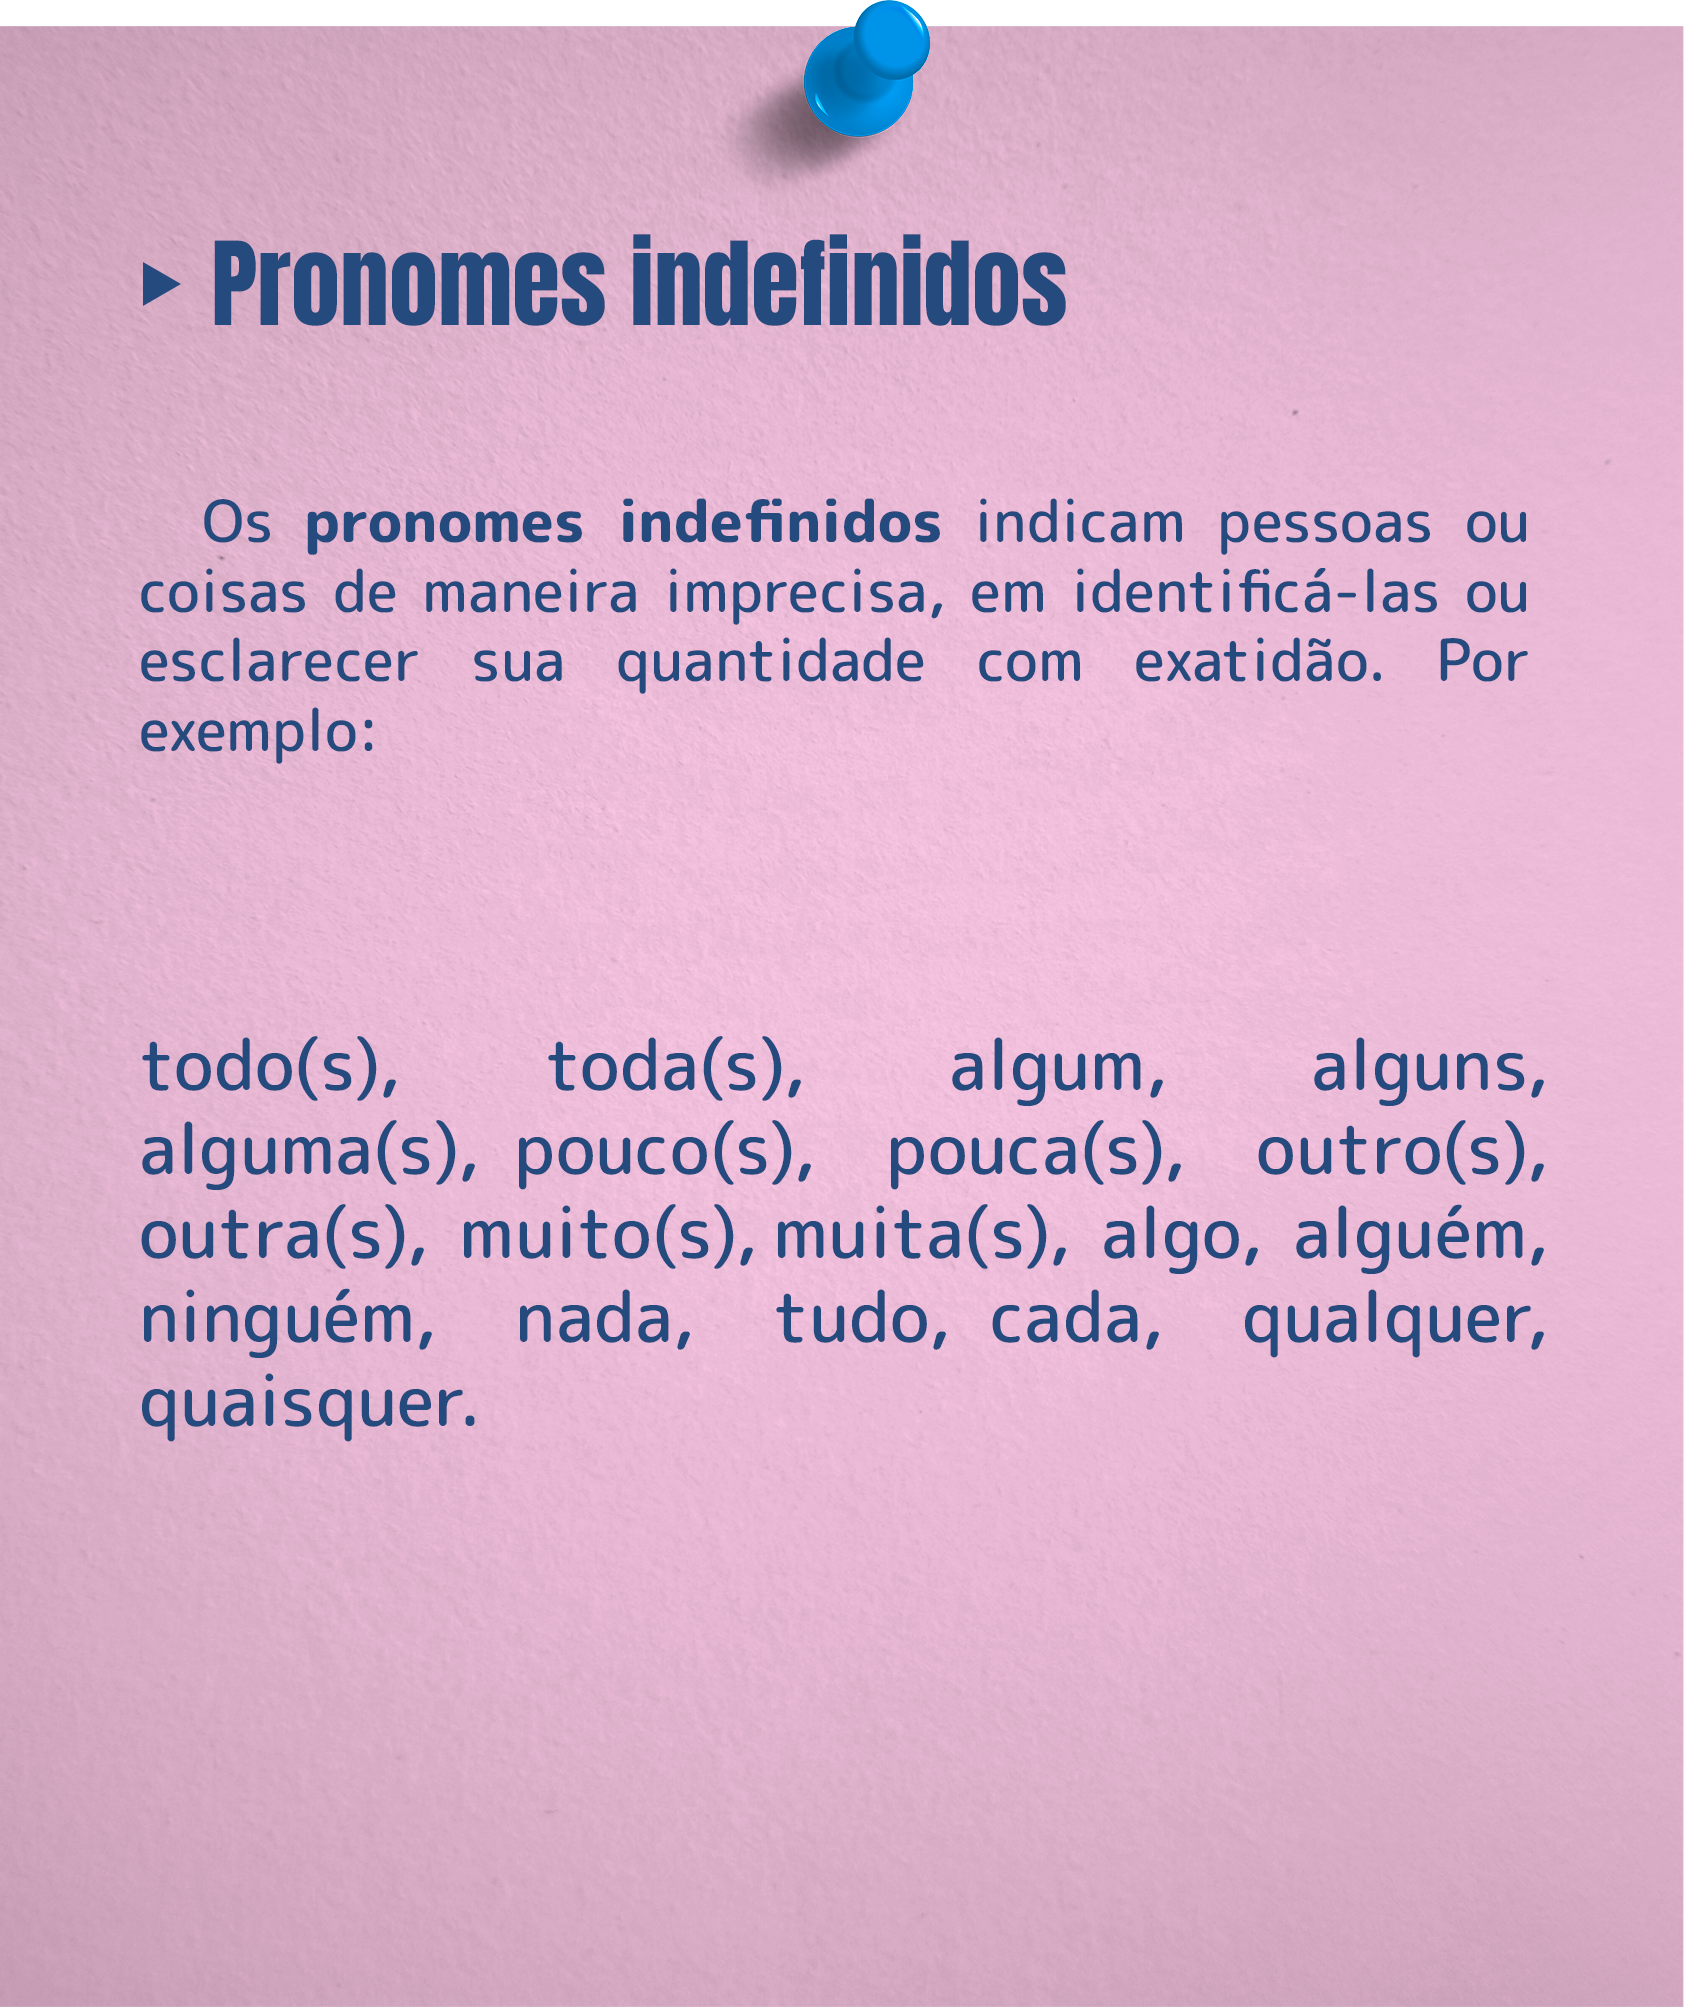 Pronomes indefinidos
Os pronomes indefinidos indicam pessoas ou
coisas de maneira imprecisa, em identificá-las ou
esclarecer sua quantidade com exatidão. Por
exemplo:
todo(s), toda(s), algum, alguns,
alguma(s), pouco(s), pouca(s), outro(s),
outra(s), muito(s), muita(s), algo, alguém,
ninguém, nada, tudo, cada, qualquer,
quaisquer.